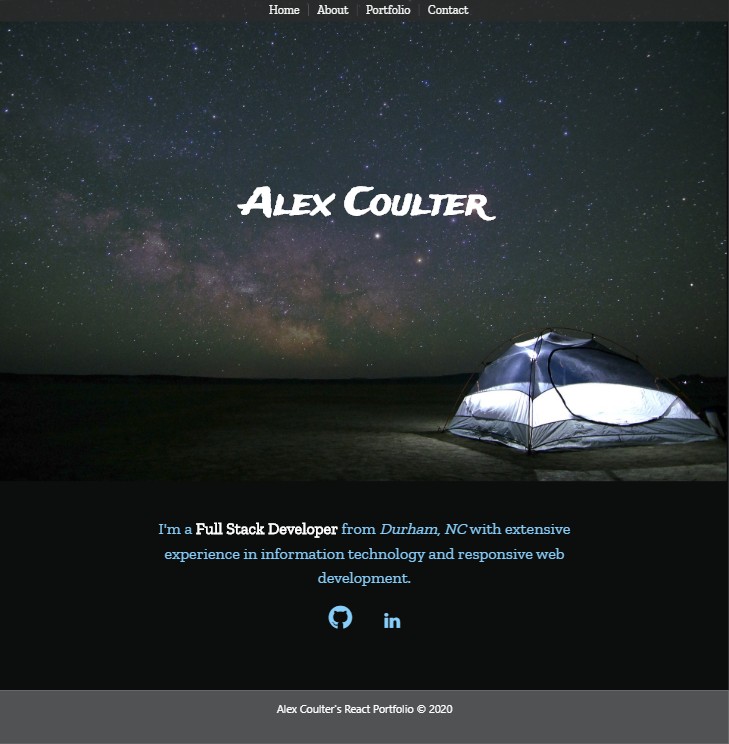 Home About Portfolio Contact
Alex Coulter
I'm a Full Stack Developer from Durham, NC with extensive
experience in information technology and responsive web
development.
in
Alex Coulter's React Portfolio © 2020